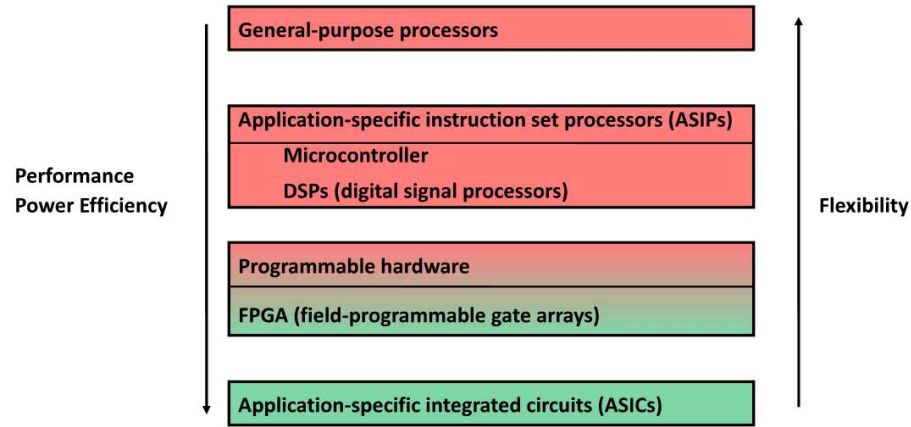 General-purpose processors
Application-specific instruction set processors (ASIPs)
Microcontroller
DSPs (digital signal processors)
Performance
Power Efficiency
Flexibility
Programmable hardware
FPGA (field-programmable gate arrays)
Application-specific integrated circuits (ASICs)